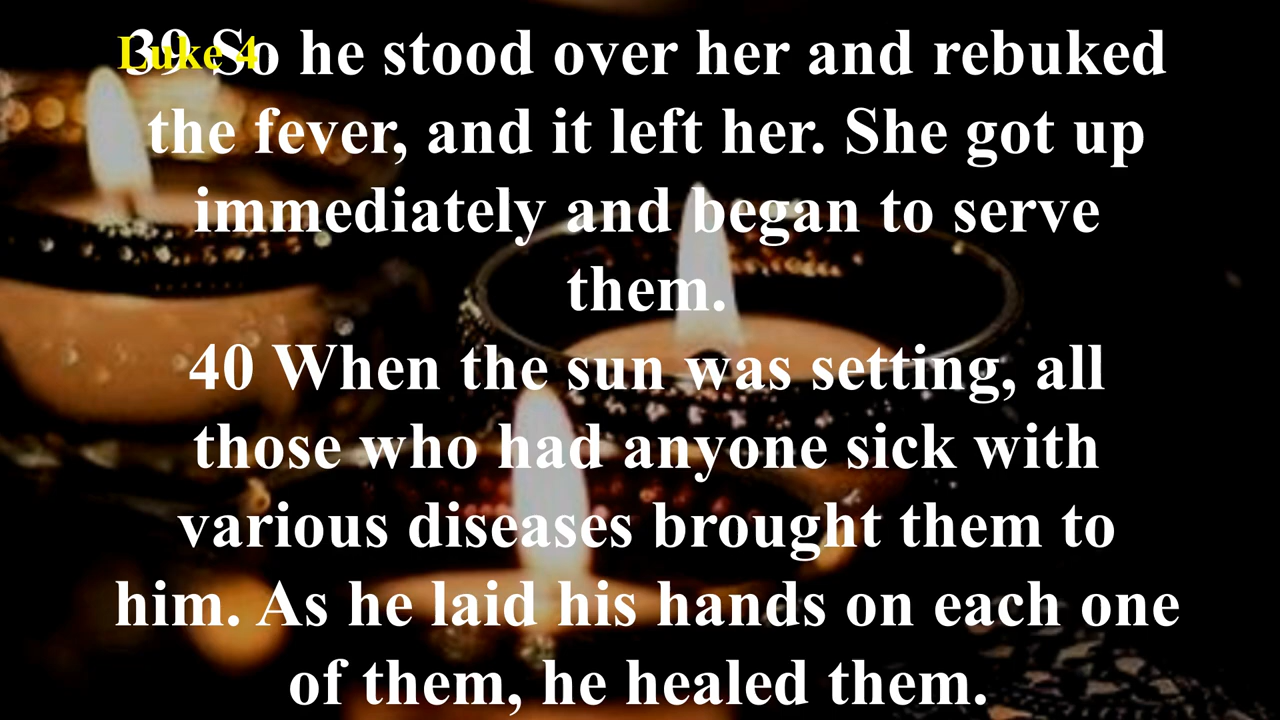 Luke 4
39 So he stood over her and rebuked
the fever, and it left her. She got up
immediately and began to serve
them.
40 When the sun was setting, all
those who had anyone sick with
various diseases brought them to
him. As he laid his hands on each one
of them, he healed them.